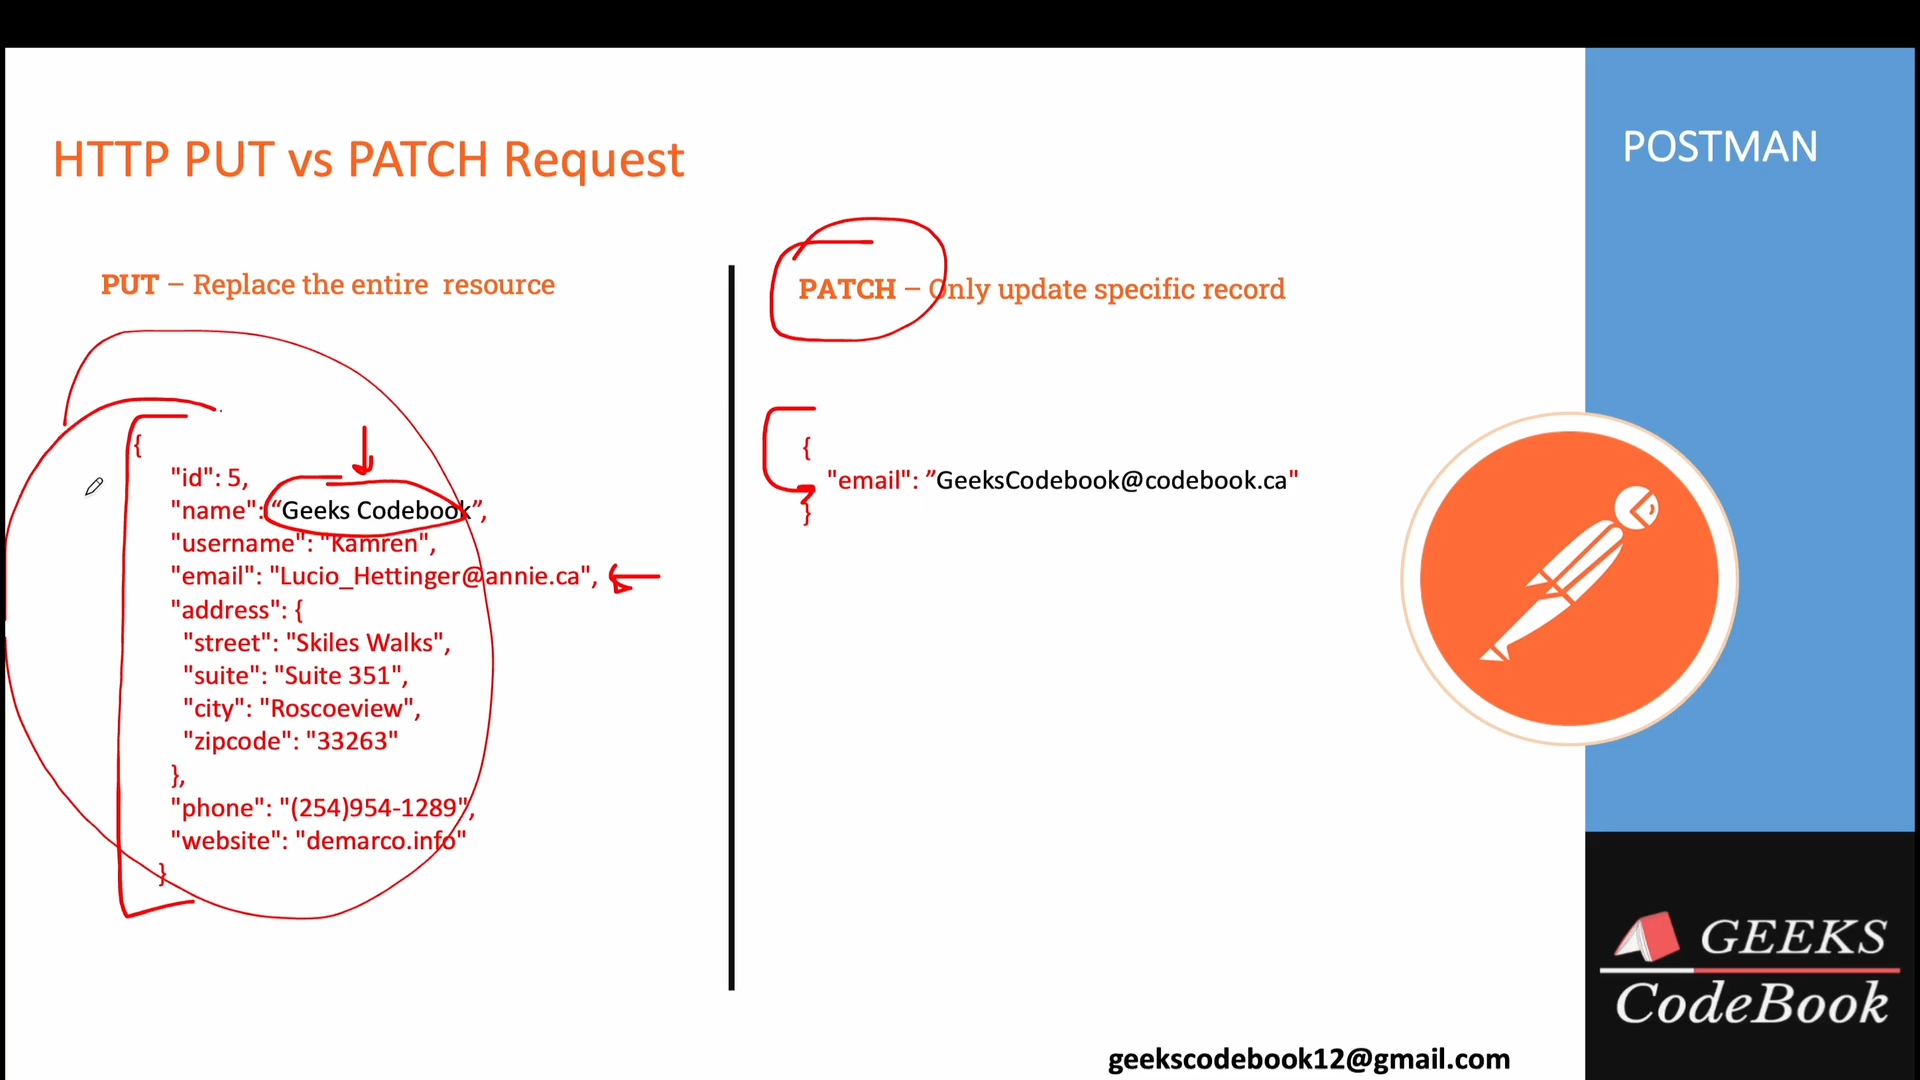 HTTP PUT vs PATCH Request
POSTMAN
PUT – Replace the entire  resource
{
"id": 5,
"name": “Geeks Codebook”,
"username": "Kamren",
"email": "Lucio_Hettinger@annie.ca",
"address": {
"street": "Skiles Walks",
"suite": "Suite 351",
"city": "Roscoeview",
"zipcode": "33263"
},
"phone": "(254)954-1289",
"website": "demarco.info"
}
PATCH – Only update specific record
{
"email": ”GeeksCodebook@codebook.ca"
}
GEEKS
CodeBook
geekscodebook12@gmail.com